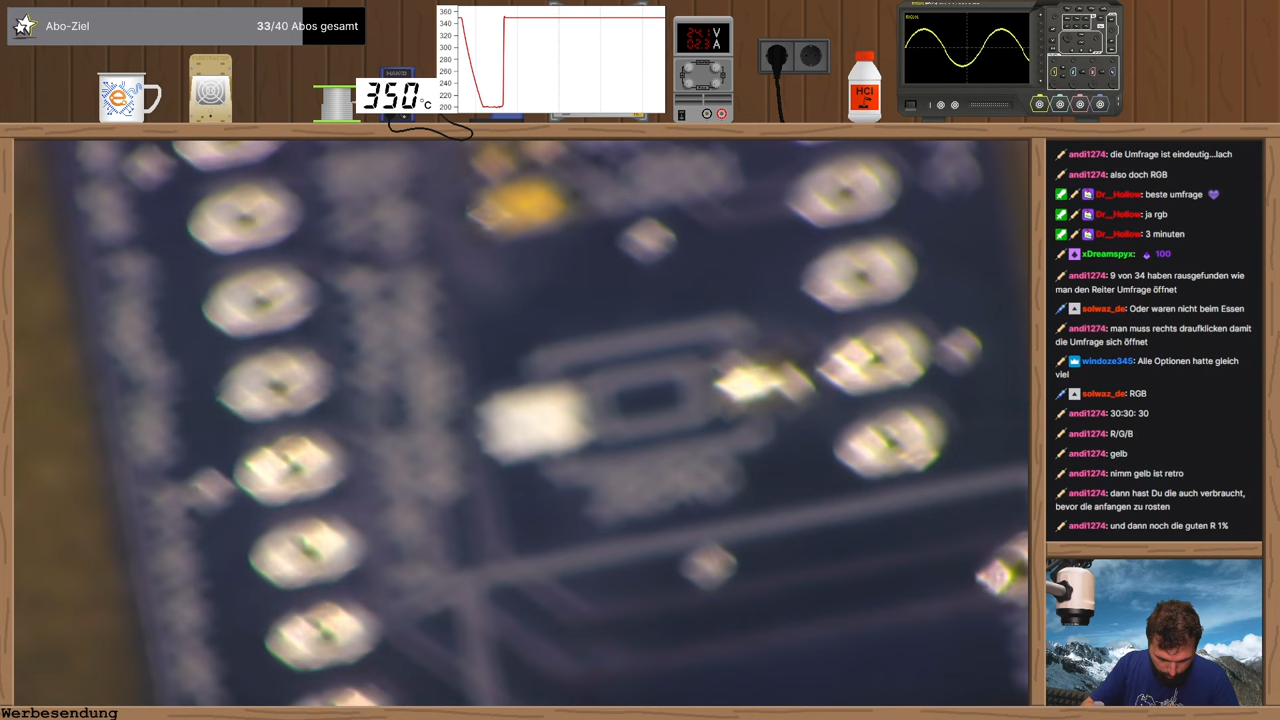 Abo-Ziel
33/40 Abos gesamt
360
340
320
300
280
260
240
220
200
HAKKO
350 °C
24.1 V
02.3 A
HCl
andi1274: die Umfrage ist eindeutig...lach
andi1274: also doch RGB
Dr__Hollow: beste umfrage
Dr__Hollow: ja rgb
Dr__Hollow: 3 minuten
xDreamspyx: 100
andi1274: 9 von 34 haben rausgefunden wie
man den Reiter Umfrage öffnet
solwaz_de: Oder waren nicht beim Essen
andi1274: man muss rechts draufklicken damit
die Umfrage sich öffnet
windoze345: Alle Optionen hatte gleich
viel
solwaz_de: RGB
andi1274: 30:30: 30
andi1274: R/G/B
andi1274: gelb
andi1274: nimm gelb ist retro
andi1274: dann hast Du die auch verbraucht,
bevor die anfangen zu rosten
andi1274: und dann noch die guten R 1%
Werbesendung